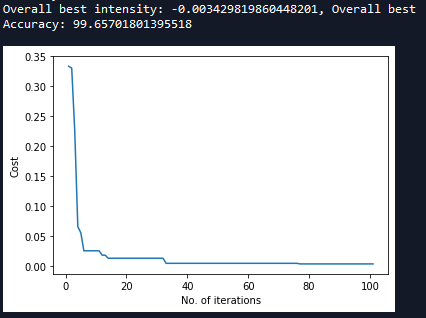 Overall best intensity: -0.003429819860448201, Overall best
Accuracy: 99.65701801395518
0.35
0.30
0.25
0.20
0.15
0.10
0.05
0.00
Cost
0 20 40 60 80 100
No. of iterations